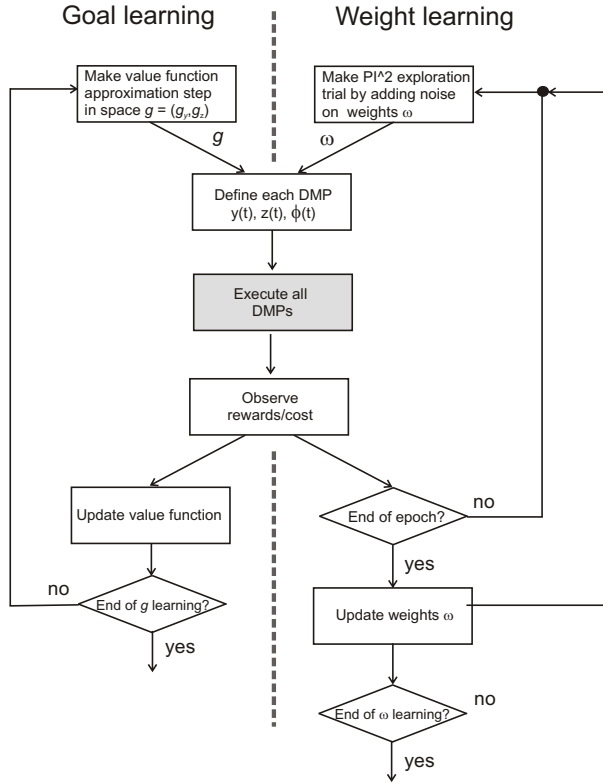 Goal learning
Weight learning
Make value function
approximation step
in space g = (gy,gz)
Make PI^2 exploration
trial by adding noise
on weights ω
g
ω
Define each DMP
y(t), z(t), ϕ(t)
Execute all
DMPs
Observe
rewards/cost
Update value function
End of epoch?
no
yes
no
End of g learning?
yes
Update weights ω
End of ω learning?
no
yes